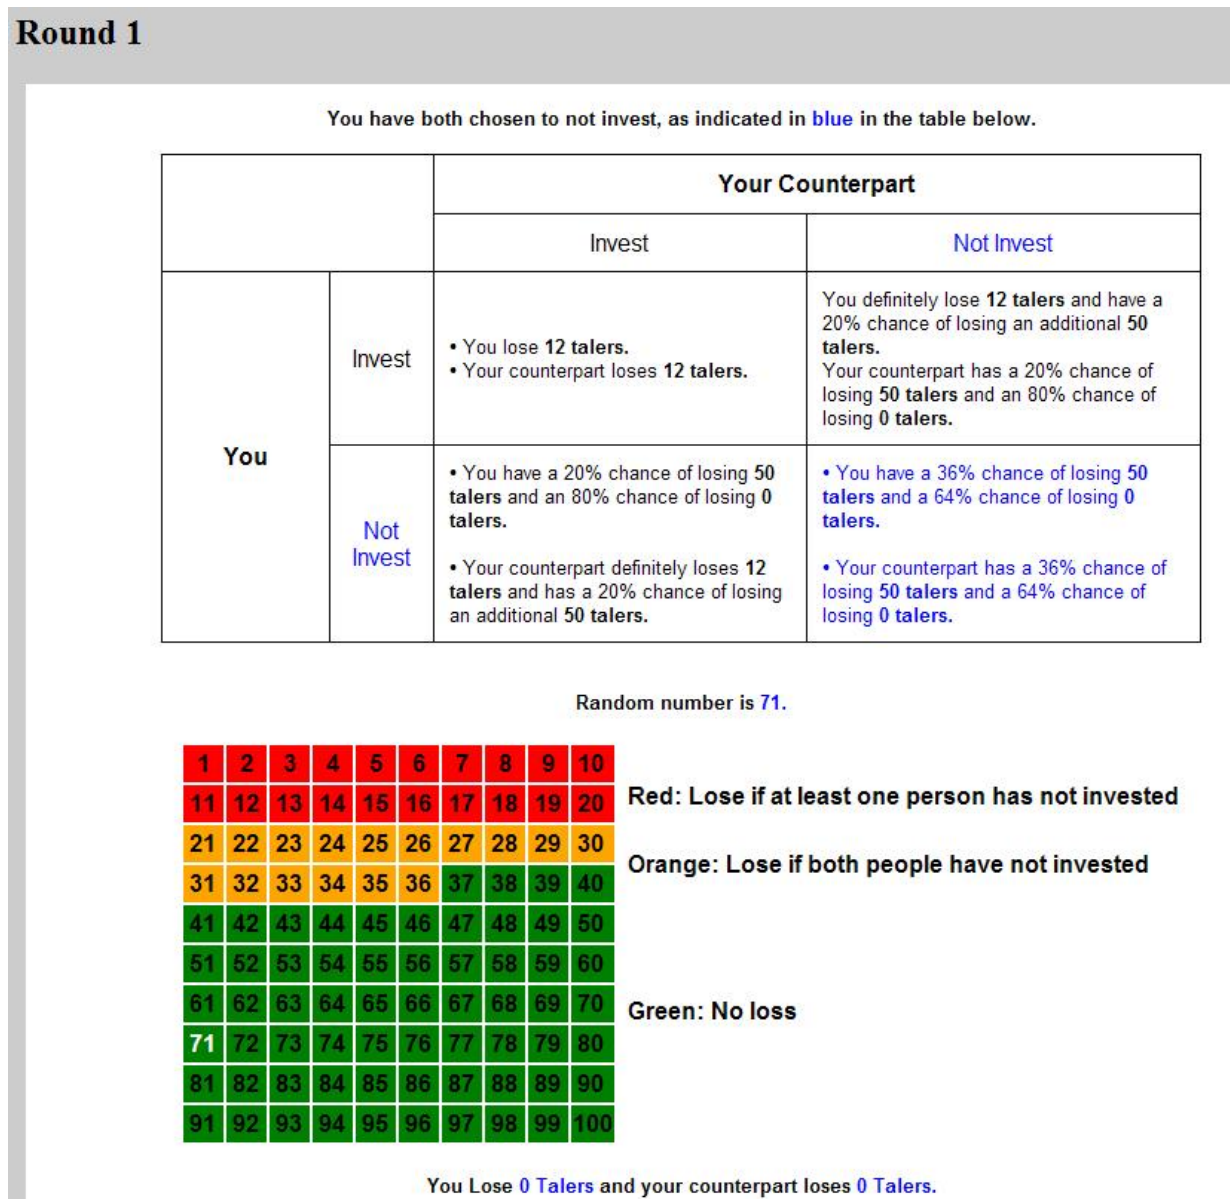 Round 1
You have both chosen to not invest, as indicated in blue in the table below.
Your Counterpart
Invest
Not Invest
You
Invest
• You lose 12 talers.
• Your counterpart loses 12 talers.
You definitely lose 12 talers and have a
20% chance of losing an additional 50
talers.
Your counterpart has a 20% chance of
losing 50 talers and an 80% chance of
losing 0 talers.
Not
Invest
• You have a 20% chance of losing 50
talers and an 80% chance of losing 0
talers.
• Your counterpart definitely loses 12
talers and has a 20% chance of losing
an additional 50 talers.
• You have a 36% chance of losing 50
talers and a 64% chance of losing 0
talers.
• Your counterpart has a 36% chance of
losing 50 talers and a 64% chance of
losing 0 talers.
Random number is 71.
1 2 3 4 5 6 7 8 9 10
11 12 13 14 15 16 17 18 19 20
Red: Lose if at least one person has not invested
21 22 23 24 25 26 27 28 29 30
31 32 33 34 35 36 37 38 39 40
Orange: Lose if both people have not invested
41 42 43 44 45 46 47 48 49 50
51 52 53 54 55 56 57 58 59 60
61 62 63 64 65 66 67 68 69 70
Green: No loss
71 72 73 74 75 76 77 78 79 80
81 82 83 84 85 86 87 88 89 90
91 92 93 94 95 96 97 98 99 100
You Lose 0 Talers and your counterpart loses 0 Talers.